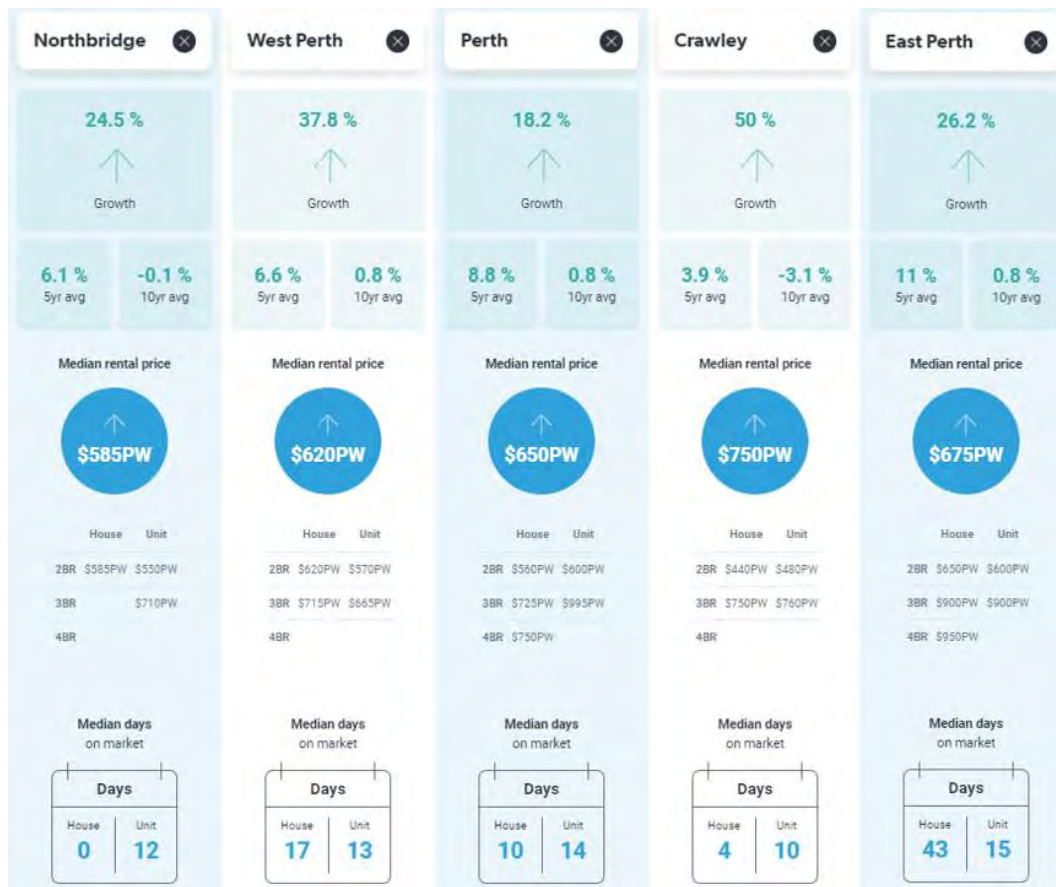 Northbridge
24.5 %
Growth
6.1 % -0.1 %
5yr avg 10yr avg
Median rental price
$585PW
House Unit
2BR $585PW $550PW
3BR $710PW
4BR
Median days
on market
Days
House Unit
0 12
West Perth
37.8 %
Growth
6.6 % 0.8 %
5yr avg 10yr avg
Median rental price
$620PW
House Unit
2BR $620PW $570PW
3BR $715PW $665PW
4BR
Median days
on market
Days
House Unit
17 13
Perth
18.2 %
Growth
8.8 % 0.8 %
5yr avg 10yr avg
Median rental price
$650PW
House Unit
2BR $560PW $600PW
3BR $725PW $995PW
4BR $750PW
Median days
on market
Days
House Unit
10 14
Crawley
50 %
Growth
3.9 % -3.1 %
5yr avg 10yr avg
Median rental price
$750PW
House Unit
2BR $440PW $480PW
3BR $750PW $760PW
4BR
Median days
on market
Days
House Unit
4 10
East Perth
26.2 %
Growth
11 % 0.8 %
5yr avg 10yr avg
Median rental price
$675PW
House Unit
2BR $650PW $600PW
3BR $900PW $900PW
4BR $950PW
Median days
on market
Days
House Unit
43 15